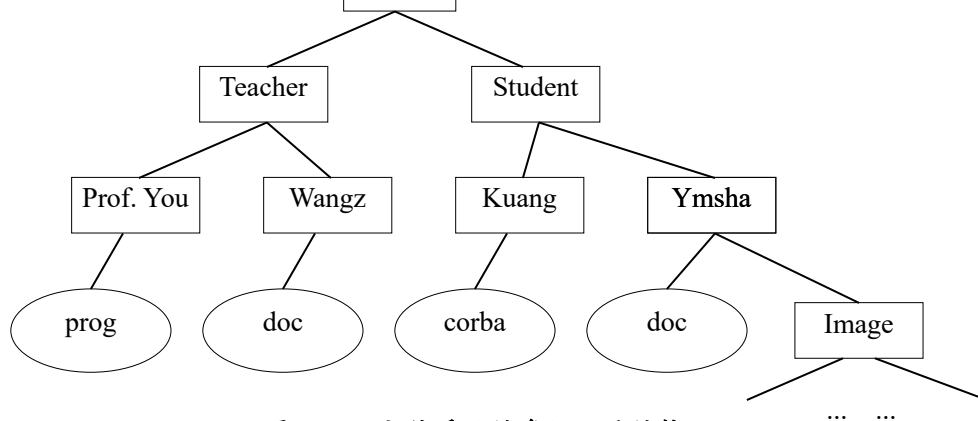 Teacher Student
Prof. You Wangz Kuang Ymsha
prog doc corba doc Image
... ...